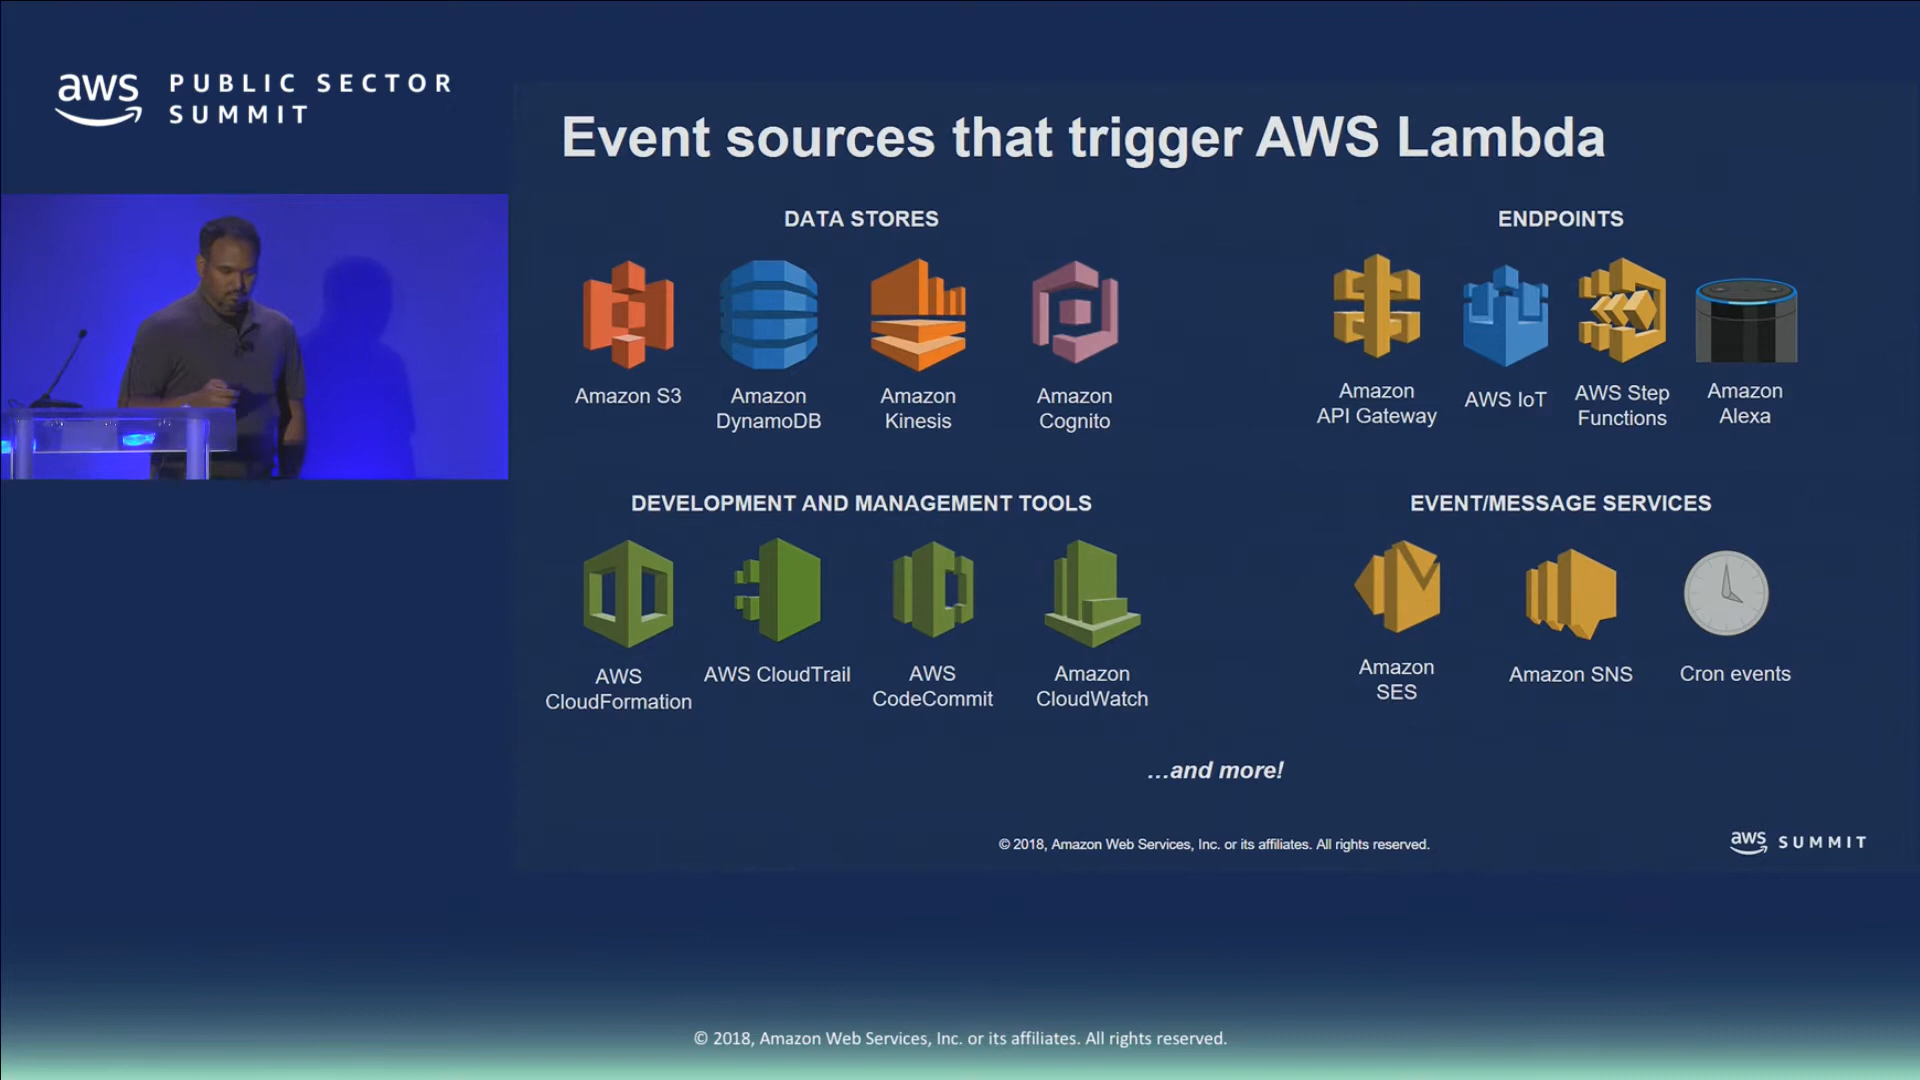 aws PUBLIC SECTOR
SUMMIT
Event sources that trigger AWS Lambda
DATA STORES
Amazon S3
Amazon
DynamoDB
Amazon
Kinesis
Amazon
Cognito
ENDPOINTS
Amazon
API Gateway
AWS IoT
AWS Step
Functions
Amazon
Alexa
DEVELOPMENT AND MANAGEMENT TOOLS
AWS
CloudFormation
AWS CloudTrail
AWS
CodeCommit
Amazon
CloudWatch
EVENT/MESSAGE SERVICES
Amazon
SES
Amazon SNS
Cron events
...and more!
© 2018, Amazon Web Services, Inc. or its affiliates. All rights reserved.
aws SUMMIT
© 2018, Amazon Web Services, Inc. or its affiliates. All rights reserved.